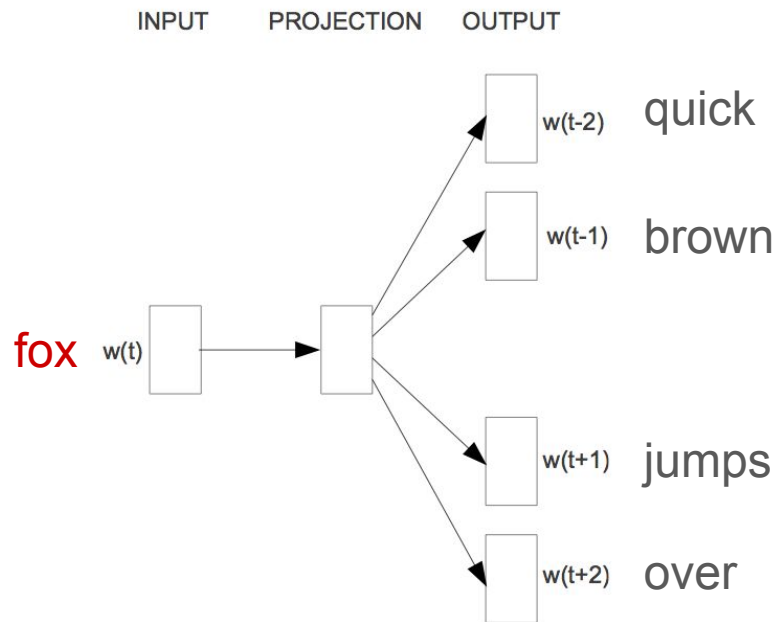 INPUT PROJECTION OUTPUT
w(t-2) quick
w(t-1) brown
fox w(t)
w(t+1) jumps
w(t+2) over